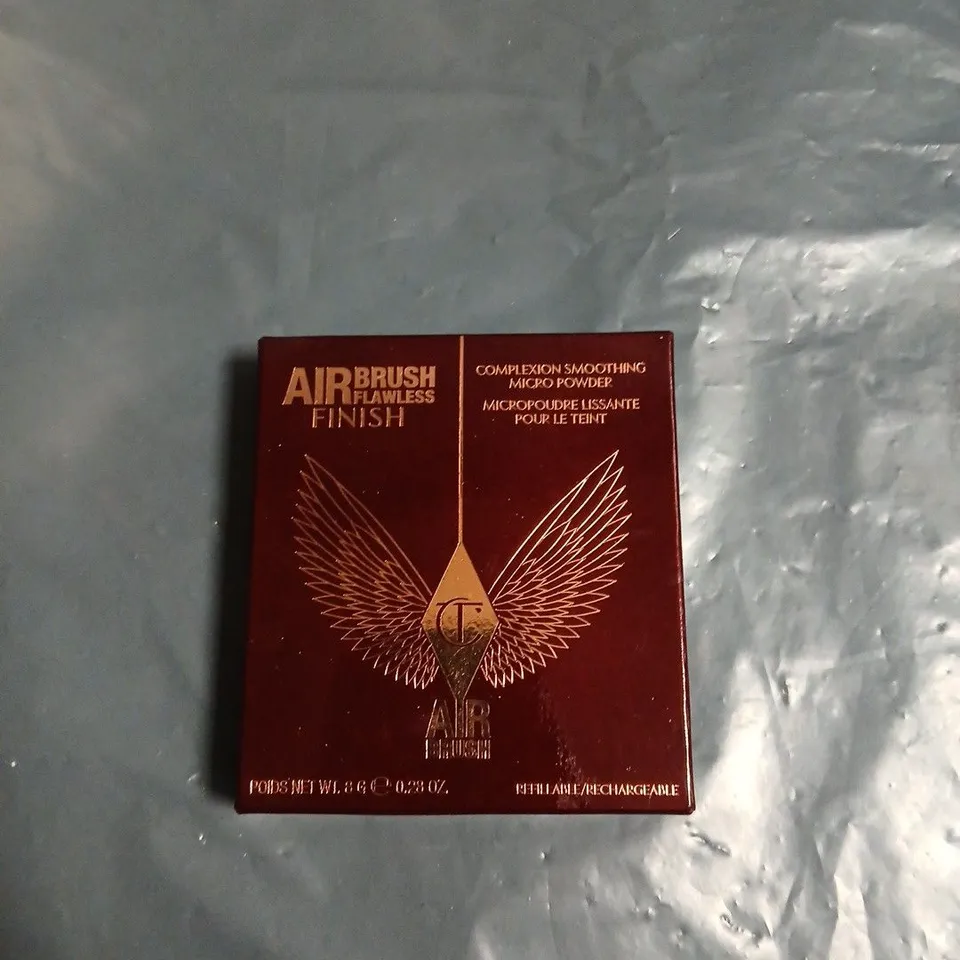 AIRBRUSH
FLAWLESS
FINISH
COMPLEXION SMOOTHING
MICRO POWDER
MICROPOUDRE LISSANTE
POUR LE TEINT
CT
AIR
BRUSH
POIDS NET WT. 8 G e 0.28 OZ.
REFILLABLE/RECHARGEABLE